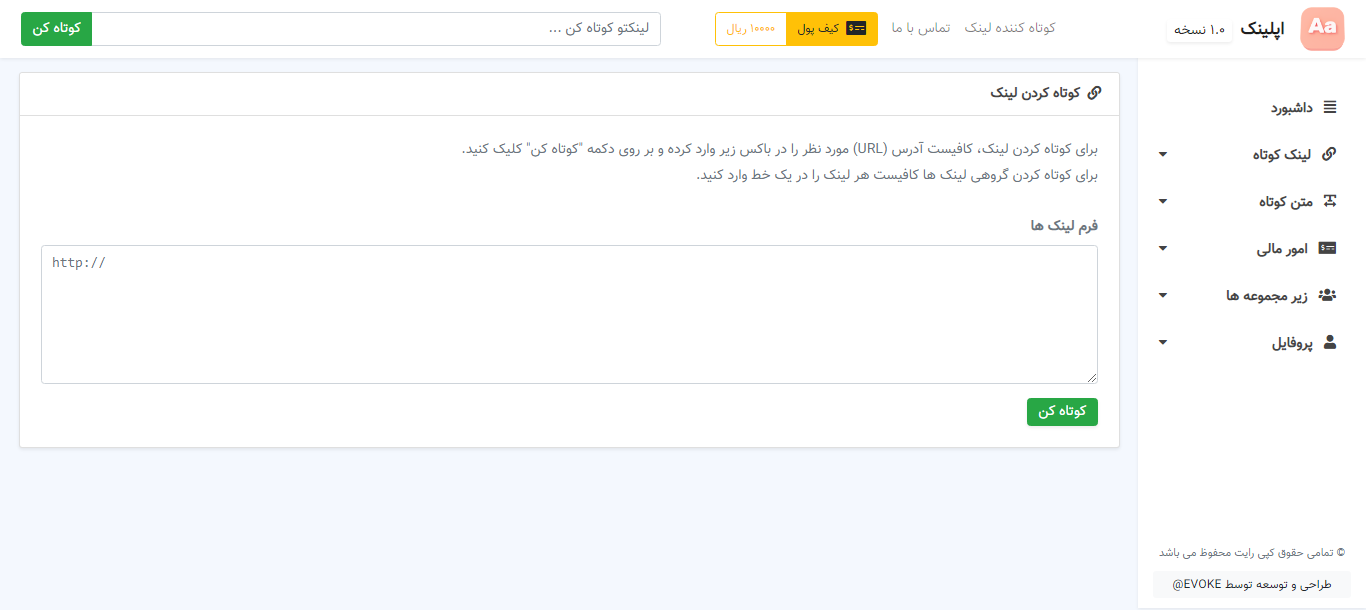 اپلینک
۱.۰ نسخه
کوتاه کننده لینک
تماس با ما
کیف پول
۱۰۰۰۰ ریال
لینکتو کوتاه کن ...
کوتاه کن
Aa
داشبورد
لینک کوتاه
متن کوتاه
امور مالی
زیر مجموعه ها
پروفایل
© تمامی حقوق کپی رایت محفوظ می باشد
طراحی و توسعه توسط EVOKE@
کوتاه کردن لینک
برای کوتاه کردن لینک، کافیست آدرس (URL) مورد نظر را در باکس زیر وارد کرده و بر روی دکمه "کوتاه کن" کلیک کنید.
برای کوتاه کردن گروهی لینک ها کافیست هر لینک را در یک خط وارد کنید.
فرم لینک ها
http://
کوتاه کن